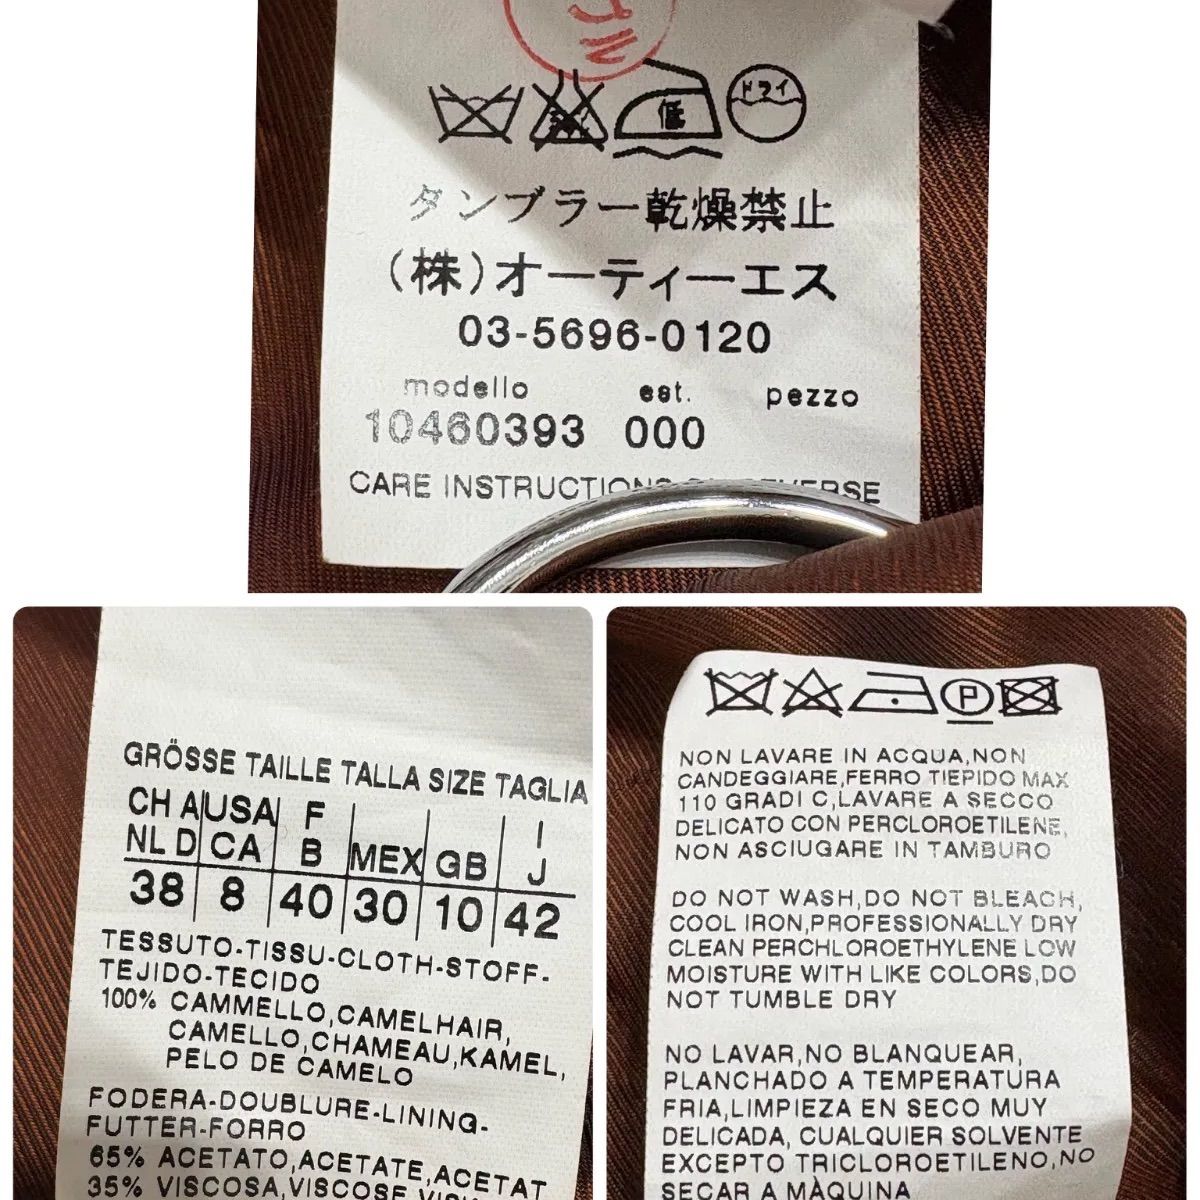 プル
低 ドライ
タンブラー乾燥禁止
(株)オーティーエス
03-5696-0120
modello est. pezzo
10460393 000
CARE INSTRUCTIONS
GRÖSSE TAILLE TALLA SIZE TAGLIA
CH A USA F I
NL D CA B MEX GB J
38 8 40 30 10 42
TESSUTO-TISSU-CLOTH-STOFF-
TEJIDO-TECIDO
100% CAMMELLO,CAMELHAIR,
CAMELLO,CHAMEAU,KAMEL,
PELO DE CAMELO
FODERA-DOUBLURE-LINING-
FUTTER-FORRO
65% ACETATO,ACETATE,ACETAT
35% VISCOSA,VISCOSE
P
NON LAVARE IN ACQUA,NON
CANDEGGIARE,FERRO TIEPIDO MAX
110 GRADI C,LAVARE A SECCO
DELICATO CON PERCLOROETILENE,
NON ASCIUGARE IN TAMBURO
DO NOT WASH,DO NOT BLEACH,
COOL IRON,PROFESSIONALLY DRY
CLEAN PERCHLOROETHYLENE LOW
MOISTURE WITH LIKE COLORS,DO
NOT TUMBLE DRY
NO LAVAR,NO BLANQUEAR,
PLANCHADO A TEMPERATURA
FRIA,LIMPIEZA EN SECO MUY
DELICADA, CUALQUIER SOLVENTE
EXCEPTO TRICLOROETILENO,NO
SECAR A MÀQUINA